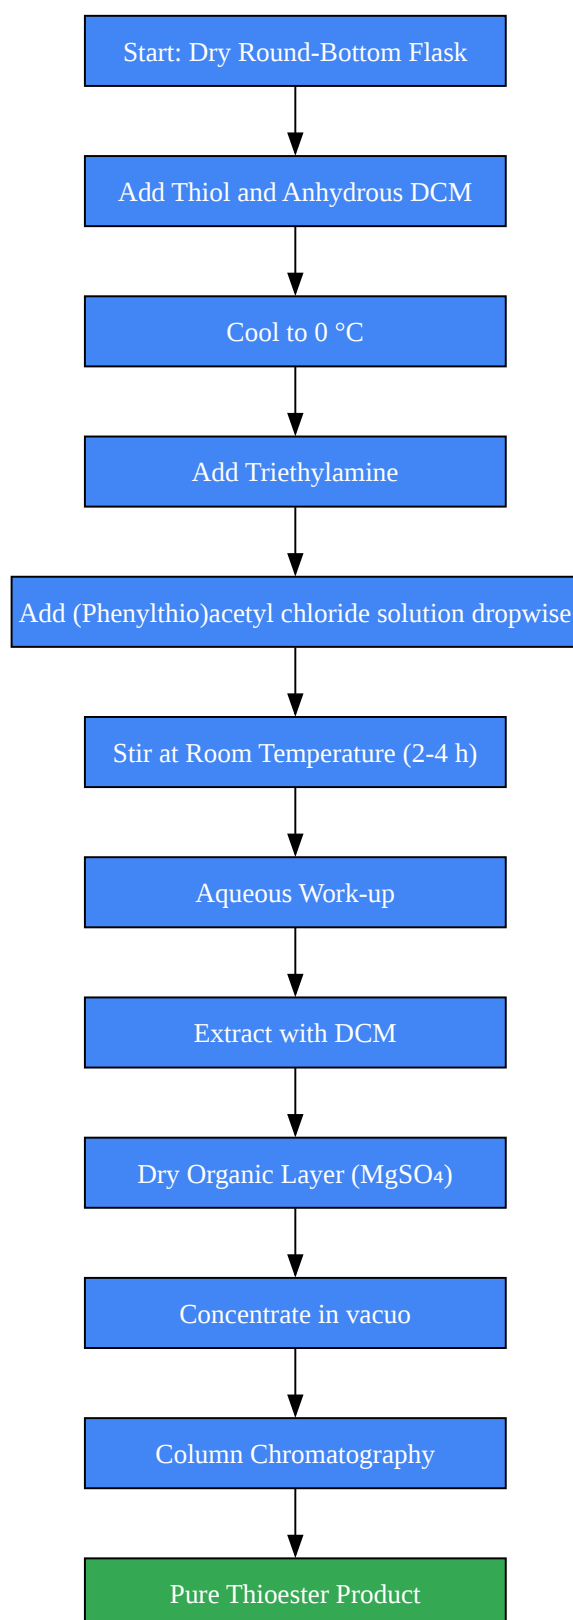 Start: Dry Round-Bottom Flask
Add Thiol and Anhydrous DCM
Cool to 0 °C
Add Triethylamine
Add (Phenylthio)acetyl chloride solution dropwise
Stir at Room Temperature (2-4 h)
Aqueous Work-up
Extract with DCM
Dry Organic Layer (MgSO₄)
Concentrate in vacuo
Column Chromatography
Pure Thioester Product